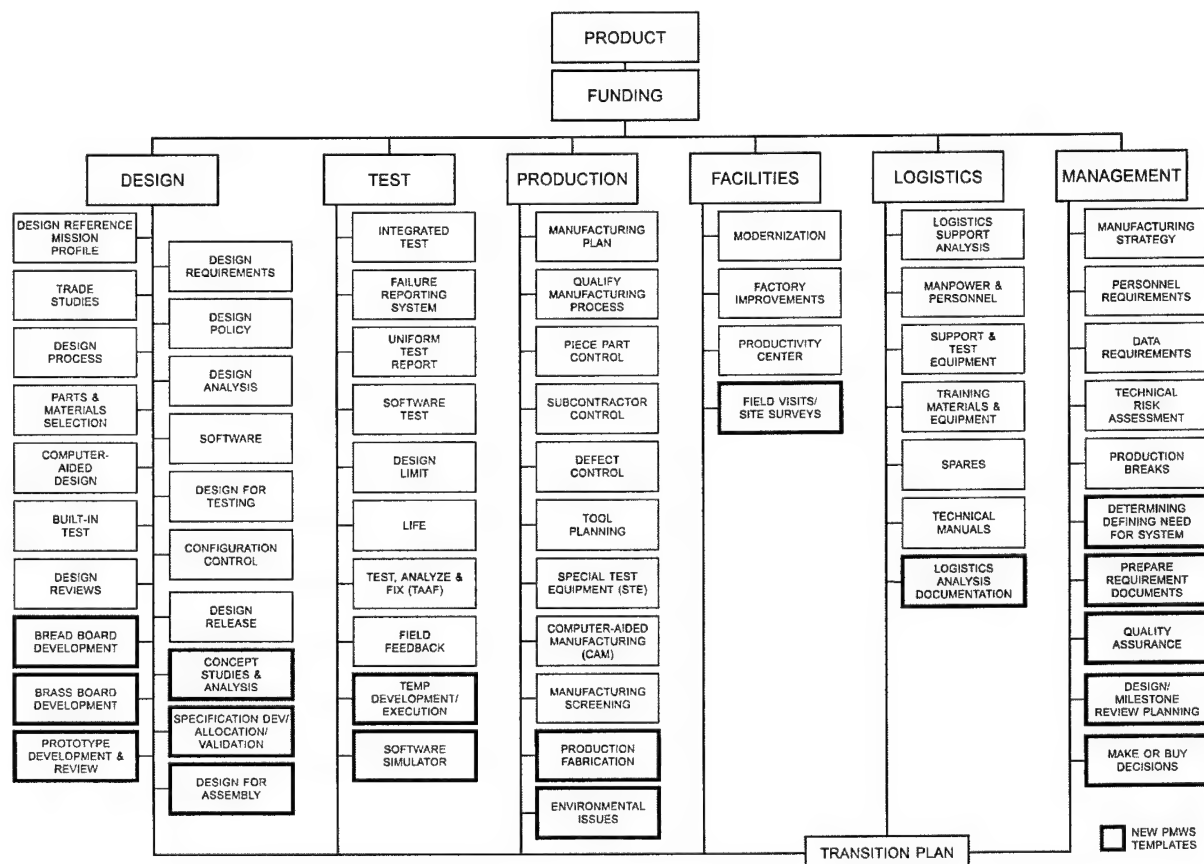 PRODUCT
FUNDING
DESIGN
TEST
PRODUCTION
FACILITIES
LOGISTICS
MANAGEMENT
DESIGN REFERENCE
MISSION
PROFILE
TRADE
STUDIES
DESIGN
PROCESS
PARTS &
MATERIALS
SELECTION
COMPUTER-
AIDED
DESIGN
BUILT-IN
TEST
DESIGN
REVIEWS
BREAD BOARD
DEVELOPMENT
BRASS BOARD
DEVELOPMENT
PROTOTYPE
DEVELOPMENT &
REVIEW
DESIGN
REQUIREMENTS
DESIGN
POLICY
DESIGN
ANALYSIS
SOFTWARE
DESIGN FOR
TESTING
CONFIGURATION
CONTROL
DESIGN
RELEASE
CONCEPT
STUDIES &
ANALYSIS
SPECIFICATION DEV/
ALLOCATION/
VALIDATION
DESIGN FOR
ASSEMBLY
INTEGRATED
TEST
FAILURE
REPORTING
SYSTEM
UNIFORM
TEST
REPORT
SOFTWARE
TEST
DESIGN
LIMIT
LIFE
TEST, ANALYZE &
FIX (TAAF)
FIELD
FEEDBACK
TEMP
DEVELOPMENT/
EXECUTION
SOFTWARE
SIMULATOR
MANUFACTURING
PLAN
QUALIFY
MANUFACTURING
PROCESS
PIECE PART
CONTROL
SUBCONTRACTOR
CONTROL
DEFECT
CONTROL
TOOL
PLANNING
SPECIAL TEST
EQUIPMENT (STE)
COMPUTER-AIDED
MANUFACTURING
(CAM)
MANUFACTURING
SCREENING
PRODUCTION
FABRICATION
ENVIRONMENTAL
ISSUES
MODERNIZATION
FACTORY
IMPROVEMENTS
PRODUCTIVITY
CENTER
FIELD VISITS/
SITE SURVEYS
LOGISTICS
SUPPORT
ANALYSIS
MANPOWER &
PERSONNEL
SUPPORT &
TEST
EQUIPMENT
TRAINING
MATERIALS &
EQUIPMENT
SPARES
TECHNICAL
MANUALS
LOGISTICS
ANALYSIS
DOCUMENTATION
MANUFACTURING
STRATEGY
PERSONNEL
REQUIREMENTS
DATA
REQUIREMENTS
TECHNICAL
RISK
ASSESSMENT
PRODUCTION
BREAKS
DETERMINING
DEFINING NEED
FOR SYSTEM
PREPARE
REQUIREMENT
DOCUMENTS
QUALITY
ASSURANCE
DESIGN/
MILESTONE
REVIEW PLANNING
MAKE OR BUY
DECISIONS
TRANSITION PLAN
NEW PMWS
TEMPLATES